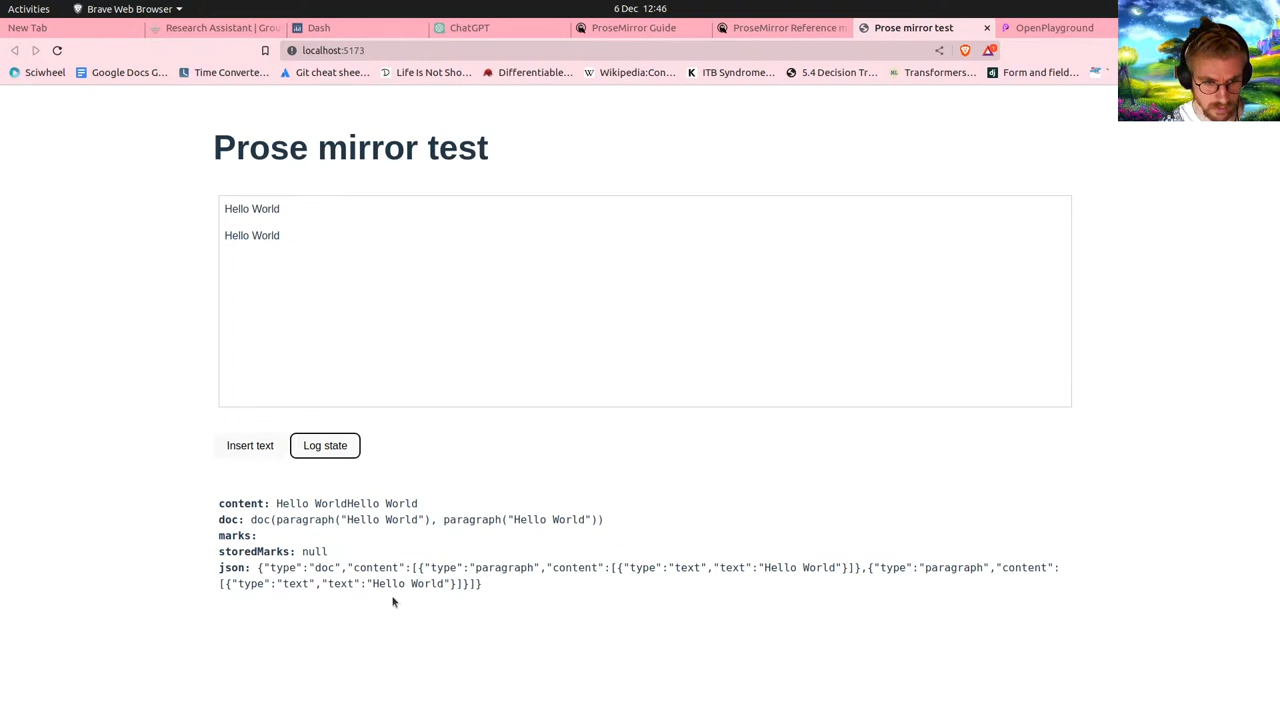 Activities Brave Web Browser 6 Dec 12:46
New Tab Research Assistant | Grou Dash ChatGPT ProseMirror Guide ProseMirror Reference m Prose mirror test OpenPlayground
localhost:5173
Sciwheel Google Docs G... Time Converte... Git cheat shee... Life Is Not Sho... Differentiable... Wikipedia:Con... ITB Syndrome... 5.4 Decision Tr... Transformers... Form and field...
Prose mirror test
Hello World
Hello World
Insert text Log state
content: Hello WorldHello World
doc: doc(paragraph("Hello World"), paragraph("Hello World"))
marks:
storedMarks: null
json: {"type":"doc","content":[{"type":"paragraph","content":[{"type":"text","text":"Hello World"}]},{"type":"paragraph","content":
[{"type":"text","text":"Hello World"}]}]}